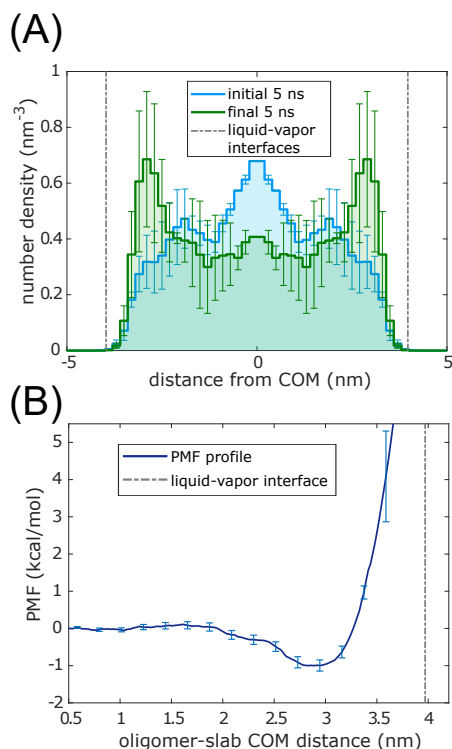 (A)
number density (nm⁻³)
1
0.8
0.6
0.4
0.2
0
initial 5 ns
final 5 ns
liquid-vapor
interfaces
-5
0
5
distance from COM (nm)
(B)
PMF (kcal/mol)
5
4
3
2
1
0
-1
-2
PMF profile
liquid-vapor interface
0.5
1
1.5
2
2.5
3
3.5
4
oligomer-slab COM distance (nm)